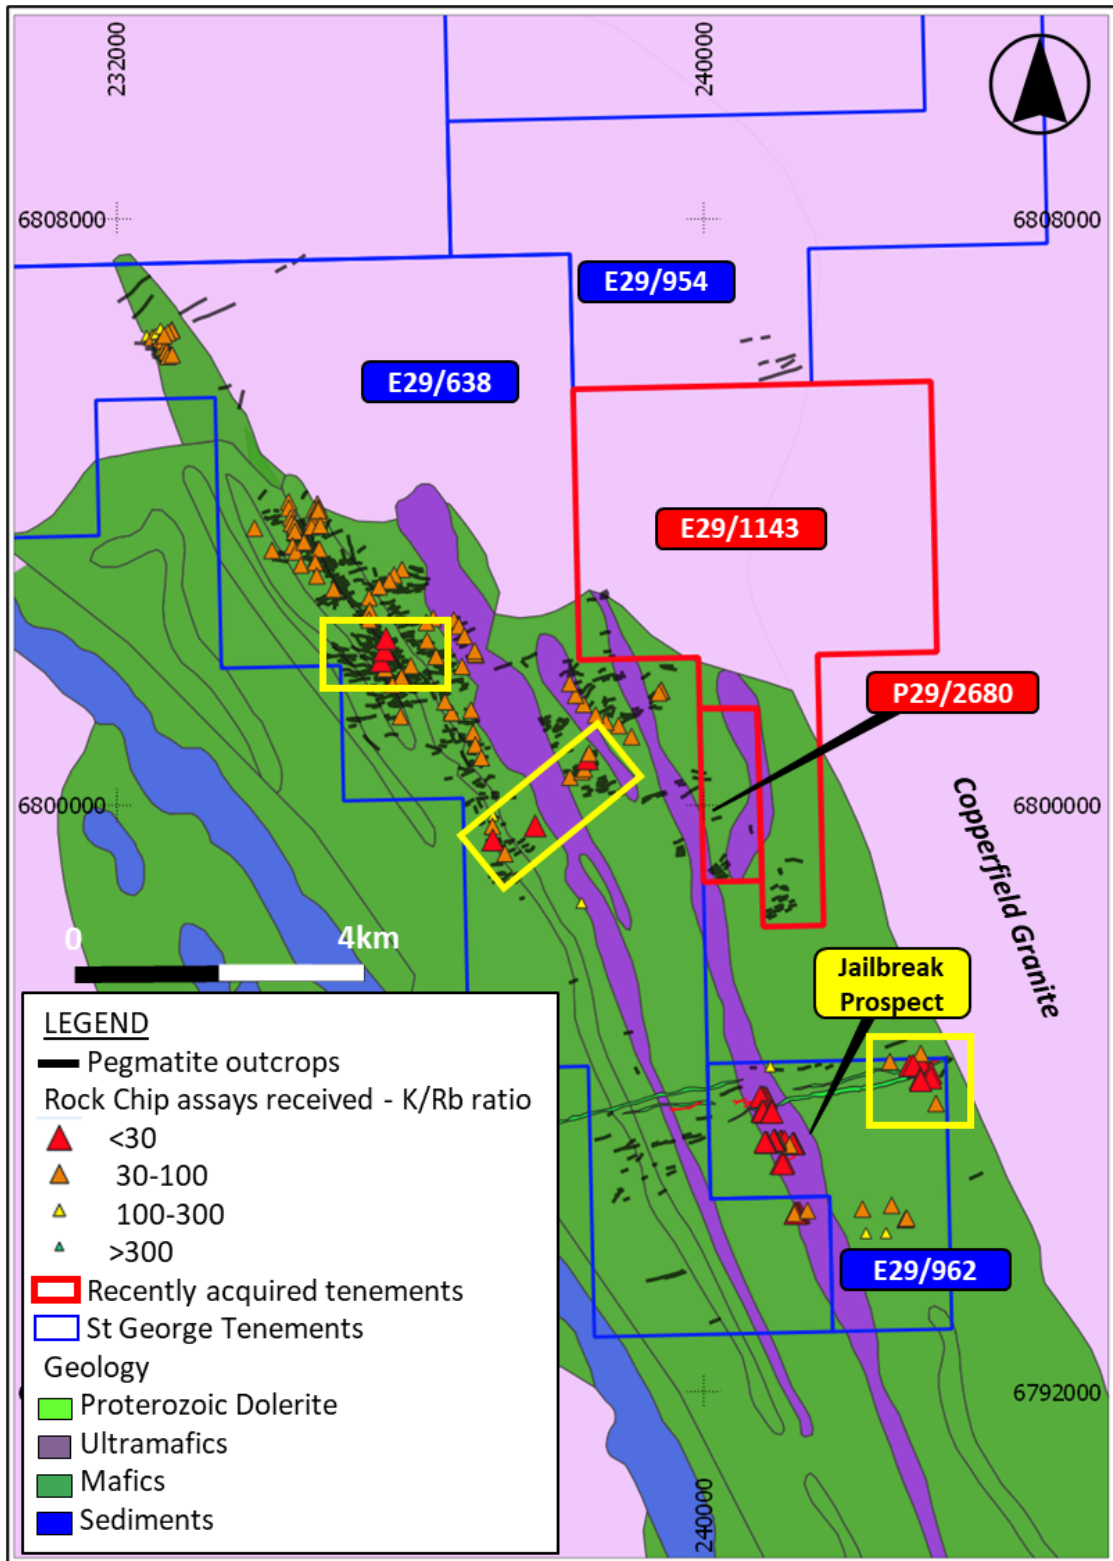 232000
240000
6808000
6808000
E29/954
E29/638
E29/1143
P29/2680
6800000
6800000
Copperfield Granite
0
4km
Jailbreak
Prospect
LEGEND
Pegmatite outcrops
Rock Chip assays received - K/Rb ratio
<30
30-100
100-300
>300
Recently acquired tenements
St George Tenements
Geology
Proterozoic Dolerite
Ultramafics
Mafics
Sediments
E29/962
6792000
240000